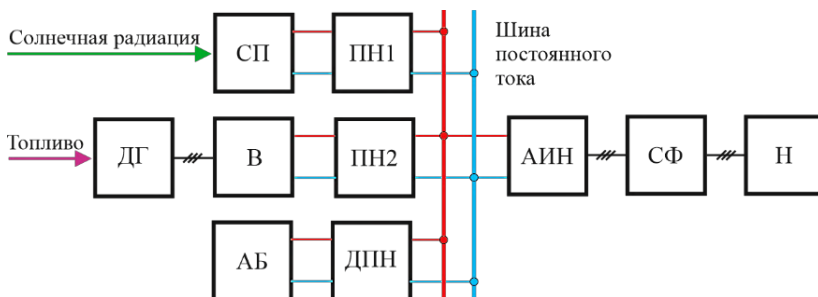 Солнечная радиация
СП
ПН1
Шина
постоянного
тока
Топливо
ДГ
В
ПН2
АИН
СФ
Н
АБ
ДПН